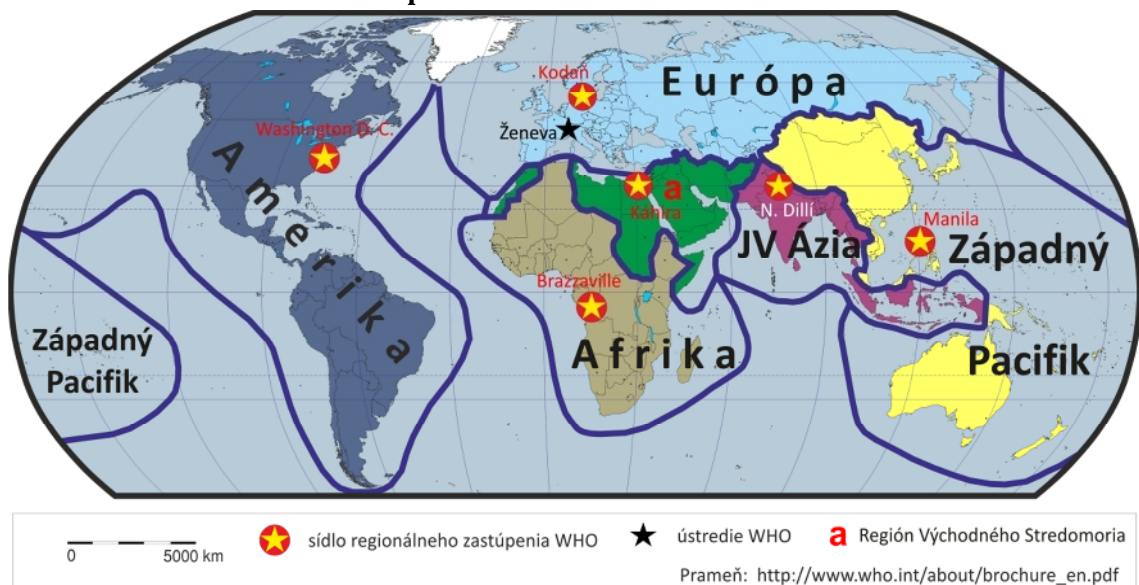 Kodaň
Európa
Ženeva
Washington D. C.
Amerika
a
Káhira
N. Dillí
JV Ázia
Manila
Západný
Pacifik
Brazzaville
Afrika
Západný
Pacifik
0 5000 km
sídlo regionálneho zastúpenia WHO
ústredie WHO
a Región Východného Stredomoria
Prameň: http://www.who.int/about/brochure_en.pdf